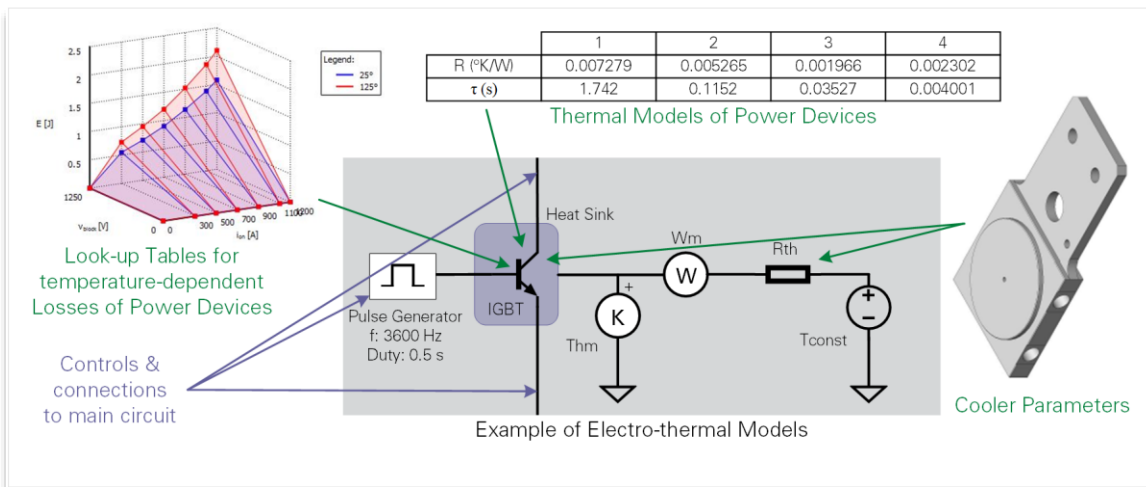 2.5
2
1.5
1
0.5
E [J]
1250
V_block [V]
0 0
300 500 700 900 1100 1200
i_on [A]
Legend:
25°
125°
1 2 3 4
R (°K/W) 0.007279 0.005265 0.001966 0.002302
τ (s) 1.742 0.1152 0.03527 0.004001
Thermal Models of Power Devices
Look-up Tables for
temperature-dependent
Losses of Power Devices
Heat Sink
IGBT
Pulse Generator
f: 3600 Hz
Duty: 0.5 s
Wm
W
Rth
+
K
Thm
Tconst
+
−
Controls &
connections
to main circuit
Cooler Parameters
Example of Electro-thermal Models